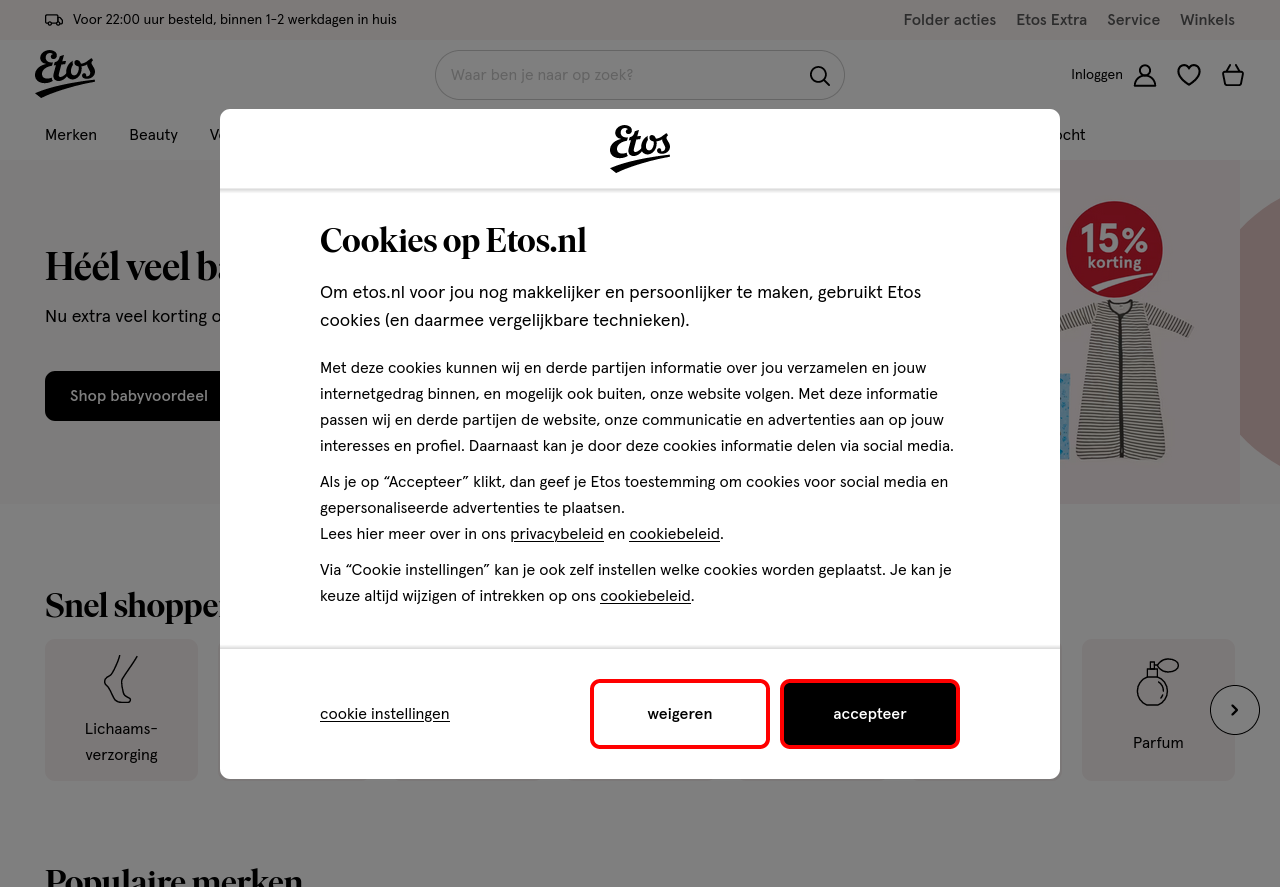 Voor 22:00 uur besteld, binnen 1-2 werkdagen in huis
Folder acties
Etos Extra
Service
Winkels
Etos
Waar ben je naar op zoek?
Inloggen
Merken
Beauty
Etos
Cookies op Etos.nl
Om etos.nl voor jou nog makkelijker en persoonlijker te maken, gebruikt Etos
cookies (en daarmee vergelijkbare technieken).
Met deze cookies kunnen wij en derde partijen informatie over jou verzamelen en jouw
internetgedrag binnen, en mogelijk ook buiten, onze website volgen. Met deze informatie
passen wij en derde partijen de website, onze communicatie en advertenties aan op jouw
interesses en profiel. Daarnaast kan je door deze cookies informatie delen via social media.
Als je op “Accepteer” klikt, dan geef je Etos toestemming om cookies voor social media en
gepersonaliseerde advertenties te plaatsen.
Lees hier meer over in ons privacybeleid en cookiebeleid.
Via “Cookie instellingen” kan je ook zelf instellen welke cookies worden geplaatst. Je kan je
keuze altijd wijzigen of intrekken op ons cookiebeleid.
cookie instellingen
weigeren
accepteer
Héél veel
Nu extra veel korting
Shop babyvoordeel
15%
korting
Snel
Lichaams-
verzorging
Parfum
Populaire merken